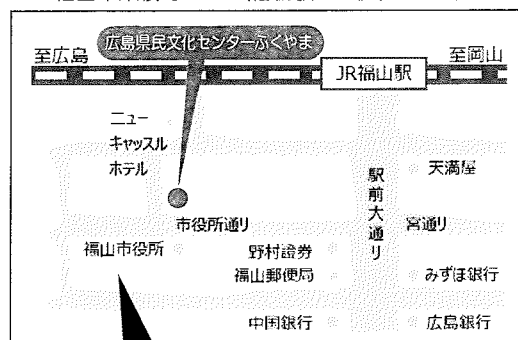 広島県民文化センターふくやま
至広島
至岡山
JR福山駅
ニュー
キャッスル
ホテル
天満屋
駅前大通り
市役所通り
宮通り
福山市役所
野村證券
福山郵便局
みずほ銀行
中国銀行
広島銀行